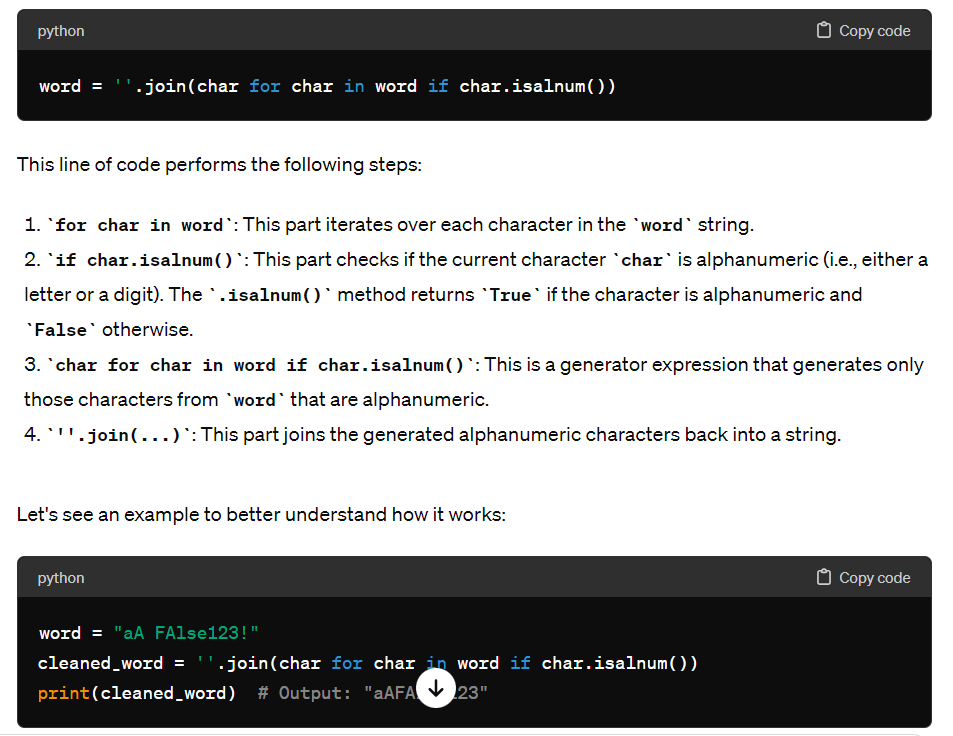 python
Copy code
word = ''.join(char for char in word if char.isalnum())
This line of code performs the following steps:
1. `for char in word`: This part iterates over each character in the `word` string.
2. `if char.isalnum()`: This part checks if the current character `char` is alphanumeric (i.e., either a
letter or a digit). The `.isalnum()` method returns `True` if the character is alphanumeric and
`False` otherwise.
3. `char for char in word if char.isalnum()`: This is a generator expression that generates only
those characters from `word` that are alphanumeric.
4. `''.join(...)`: This part joins the generated alphanumeric characters back into a string.
Let's see an example to better understand how it works:
python
Copy code
word = "aA FAlse123!"
cleaned_word = ''.join(char for char in word if char.isalnum())
print(cleaned_word)  # Output: